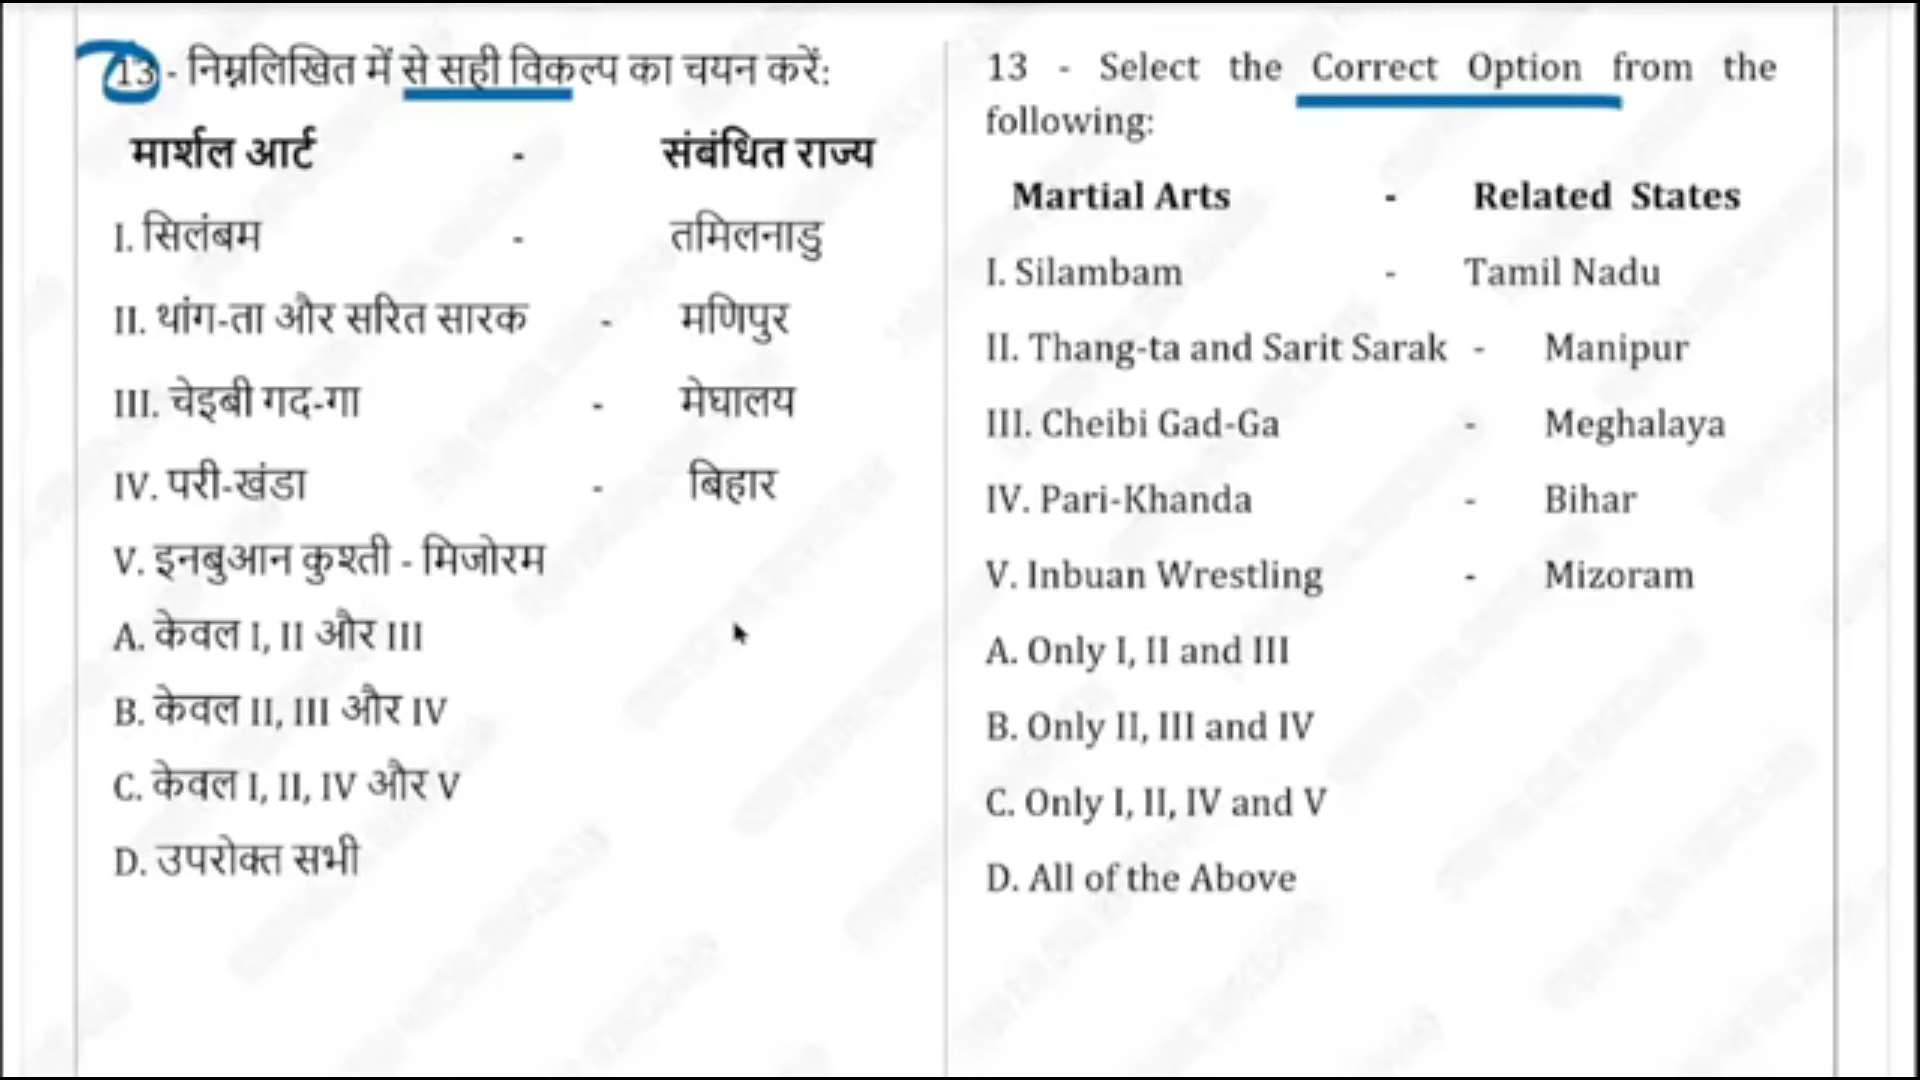 13 - निम्नलिखित में से सही विकल्प का चयन करें:
मार्शल आर्ट - संबंधित राज्य
I. सिलंबम - तमिलनाडु
II. थांग-ता और सरित सारक - मणिपुर
III. चेइबी गद-गा - मेघालय
IV. परी-खंडा - बिहार
V. इनबुआन कुश्ती - मिजोरम
A. केवल I, II और III
B. केवल II, III और IV
C. केवल I, II, IV और V
D. उपरोक्त सभी
13 - Select the Correct Option from the
following:
Martial Arts - Related States
I. Silambam - Tamil Nadu
II. Thang-ta and Sarit Sarak - Manipur
III. Cheibi Gad-Ga - Meghalaya
IV. Pari-Khanda - Bihar
V. Inbuan Wrestling - Mizoram
A. Only I, II and III
B. Only II, III and IV
C. Only I, II, IV and V
D. All of the Above